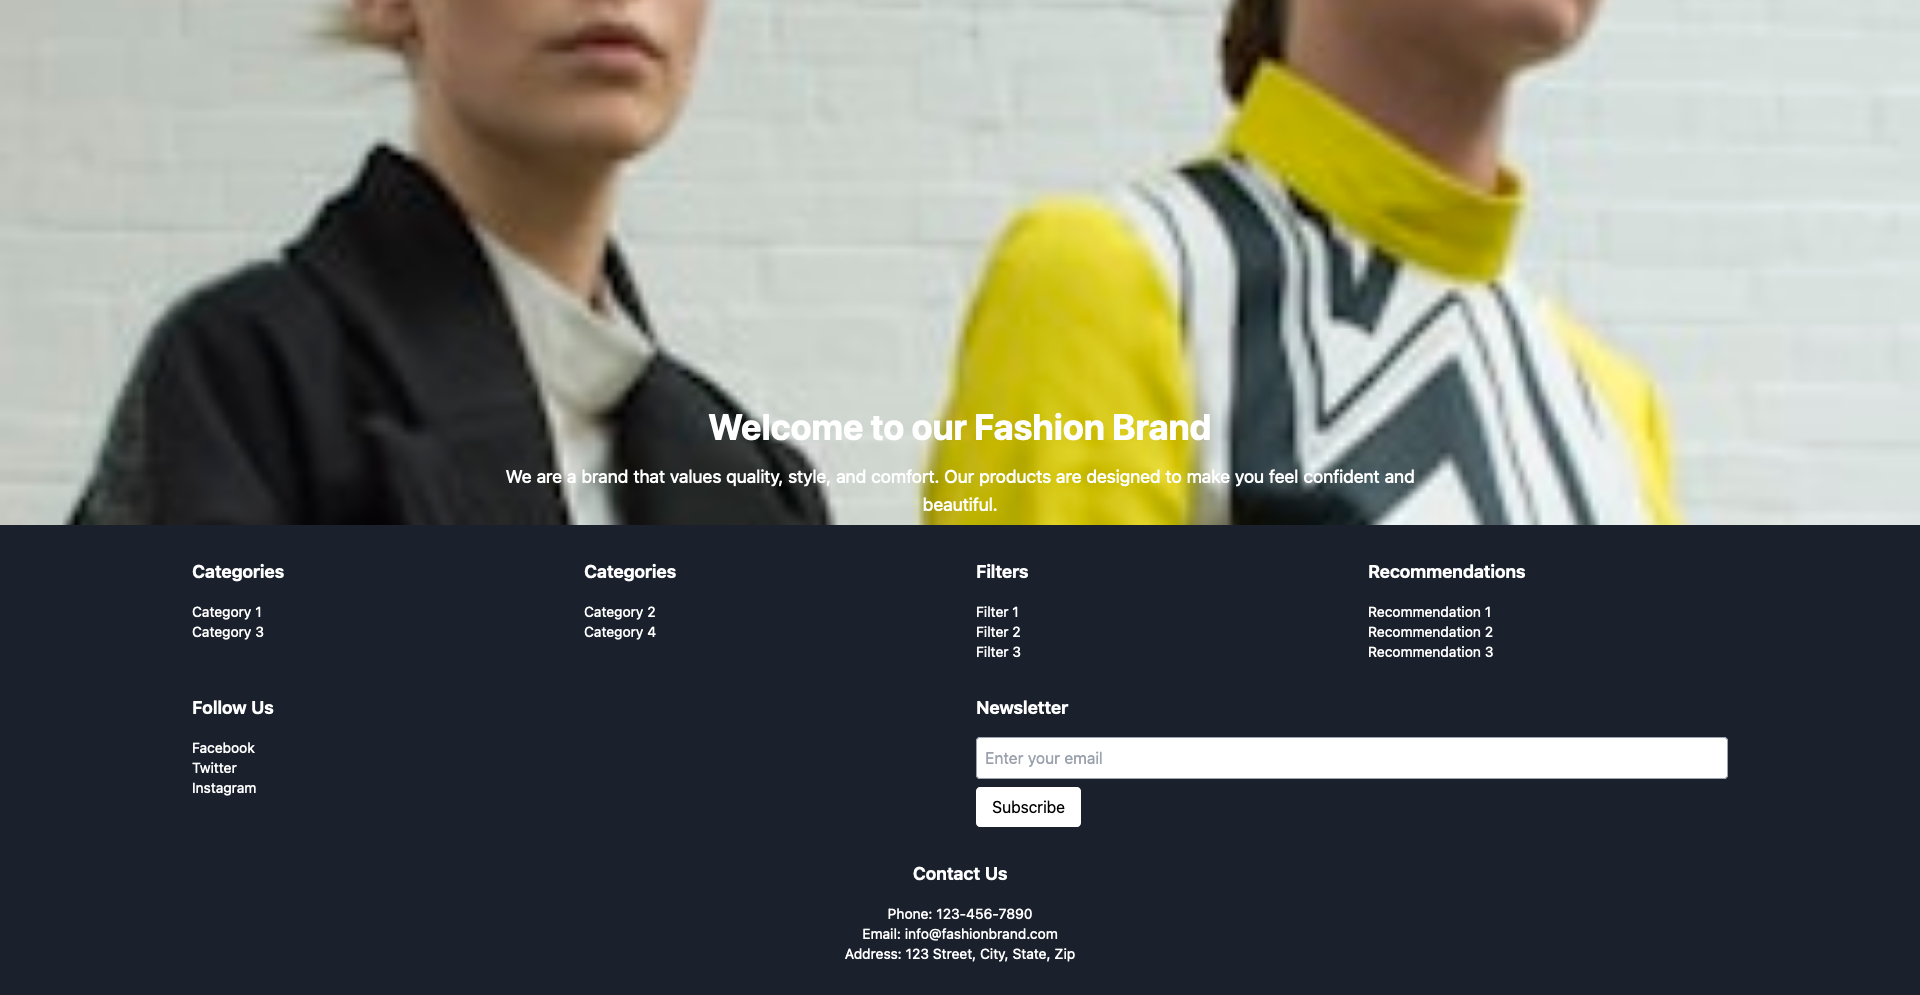 Welcome to our Fashion Brand
We are a brand that values quality, style, and comfort. Our products are designed to make you feel confident and
beautiful.
Categories
Category 1
Category 3
Categories
Category 2
Category 4
Filters
Filter 1
Filter 2
Filter 3
Recommendations
Recommendation 1
Recommendation 2
Recommendation 3
Follow Us
Facebook
Twitter
Instagram
Newsletter
Enter your email
Subscribe
Contact Us
Phone: 123-456-7890
Email: info@fashionbrand.com
Address: 123 Street, City, State, Zip